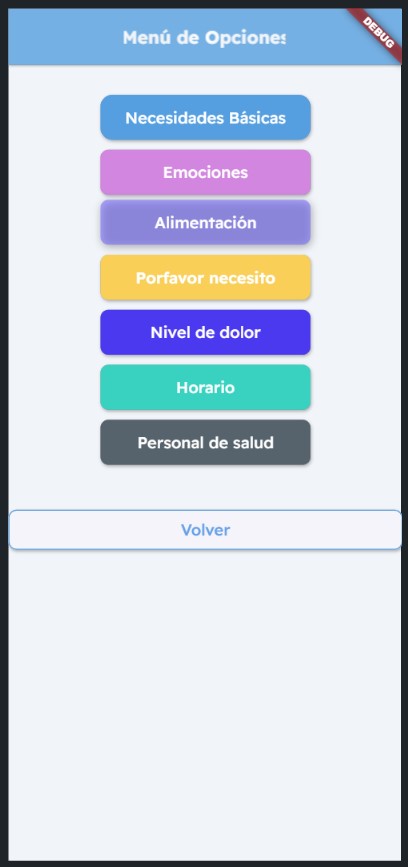 Menú de Opciones
DEBUG
Necesidades Básicas
Emociones
Alimentación
Porfavor necesito
Nivel de dolor
Horario
Personal de salud
Volver